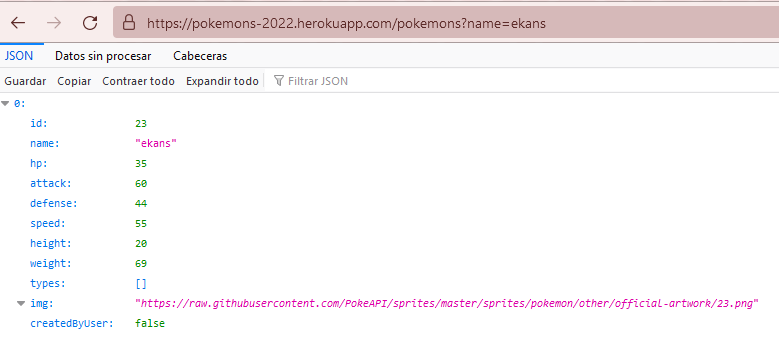 https://pokemons-2022.herokuapp.com/pokemons?name=ekans
JSON Datos sin procesar Cabeceras
Guardar Copiar Contraer todo Expandir todo Filtrar JSON
0:
id: 23
name: "ekans"
hp: 35
attack: 60
defense: 44
speed: 55
height: 20
weight: 69
types: []
img: "https://raw.githubusercontent.com/PokeAPI/sprites/master/sprites/pokemon/other/official-artwork/23.png"
createdByUser: false